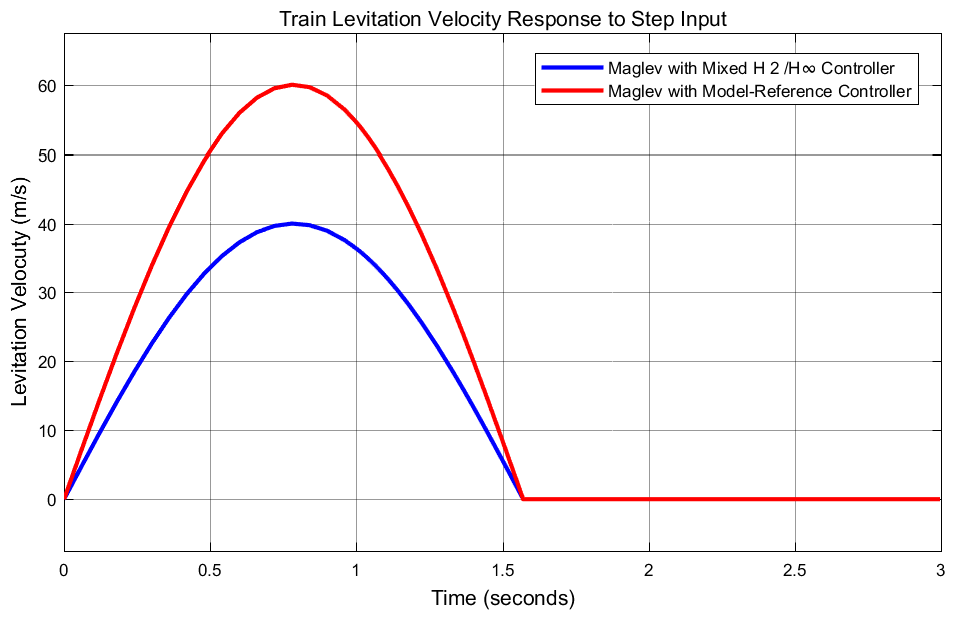 Train Levitation Velocity Response to Step Input
Maglev with Mixed H 2 /H∞ Controller
Maglev with Model-Reference Controller
Levitation Velocuty (m/s)
60
50
40
30
20
10
0
0 0.5 1 1.5 2 2.5 3
Time (seconds)